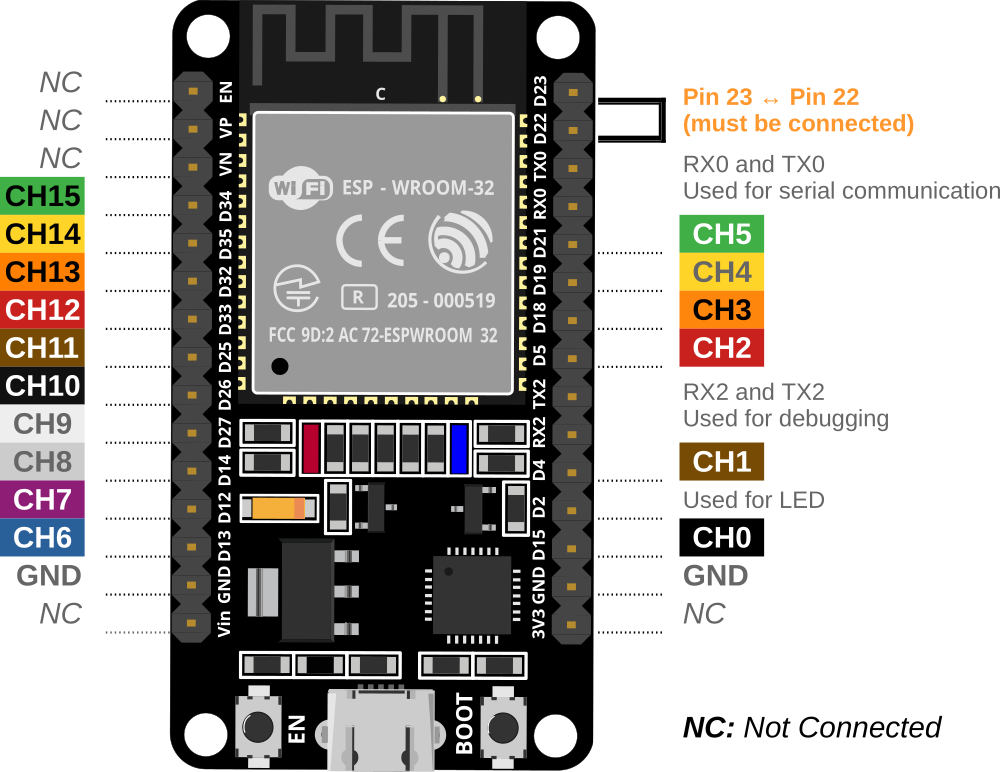 NC
NC
NC
CH15
CH14
CH13
CH12
CH11
CH10
CH9
CH8
CH7
CH6
GND
NC
EN
VP
VN
D34
D35
D32
D33
D25
D26
D27
D14
D12
D13
GND
Vin
C
WiFi
ESP - WROOM-32
CE
R 205 - 000519
FCC 9D:2 AC 72-ESPWROOM 32
EN
BOOT
D23
D22
TX0
RX0
D21
D19
D18
D5
TX2
RX2
D4
D2
D15
GND
3V3
Pin 23 ↔ Pin 22
(must be connected)
RX0 and TX0
Used for serial communication
CH5
CH4
CH3
CH2
RX2 and TX2
Used for debugging
CH1
Used for LED
CH0
GND
NC
NC: Not Connected